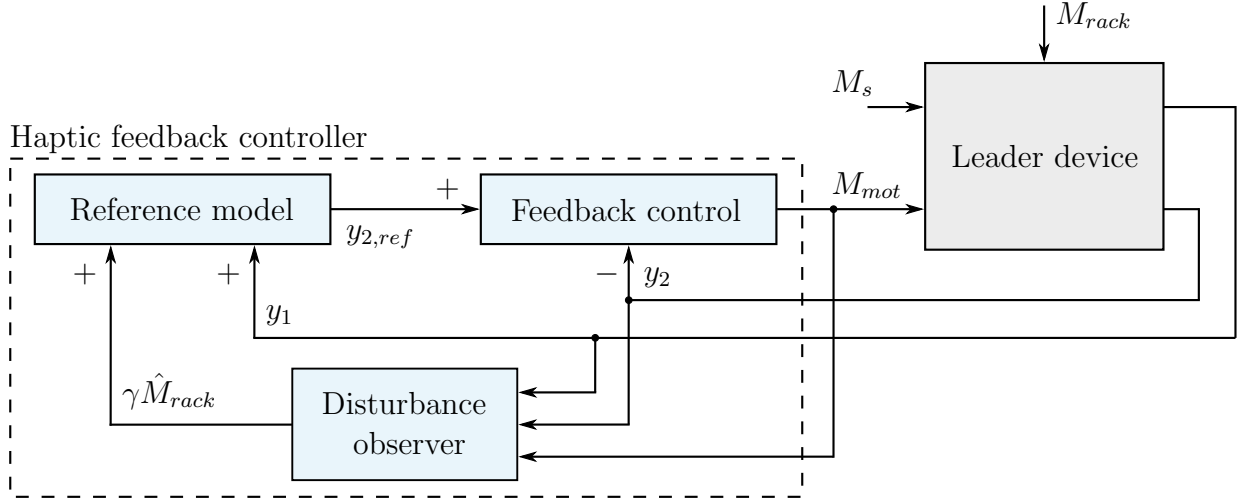 M_rack
M_s
Leader device
Haptic feedback controller
Reference model
+
Feedback control
M_mot
y_2,ref
+
+
−
y_2
y_1
γM̂_rack
Disturbance
observer